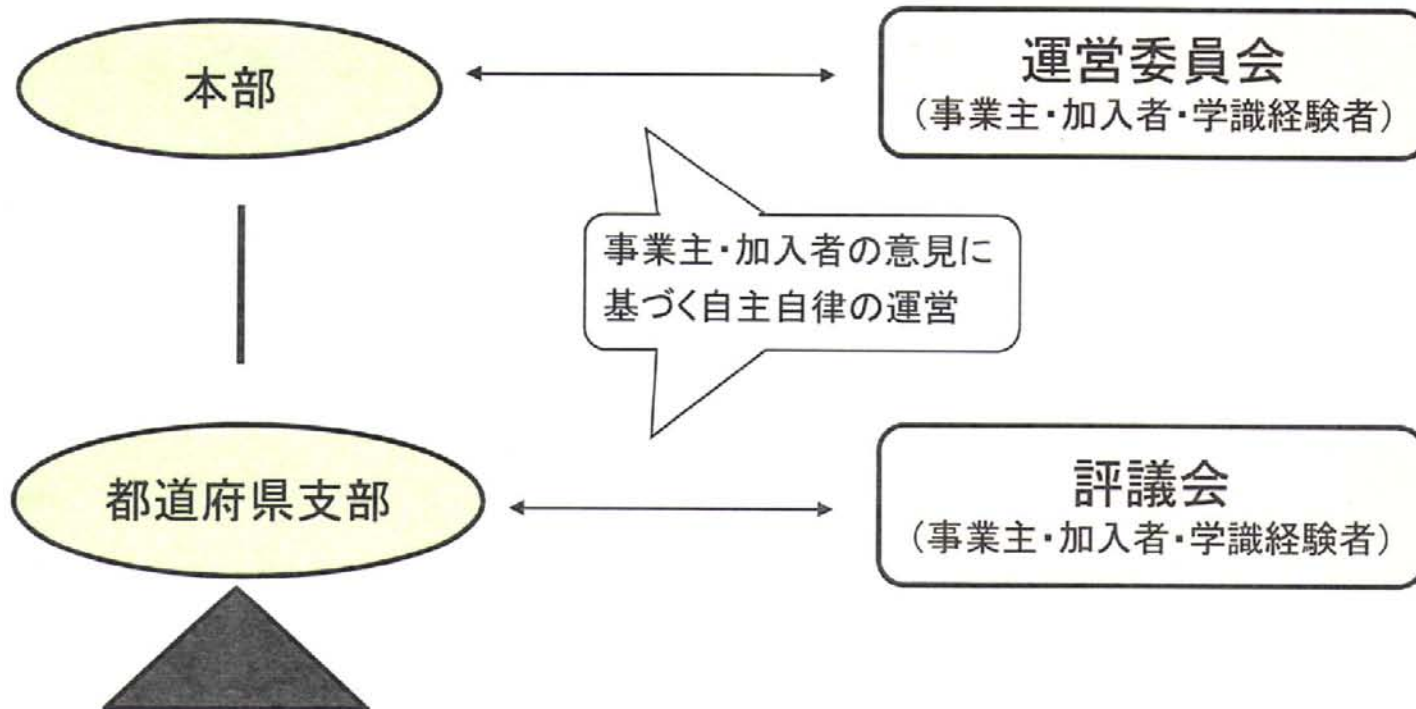 本部
運営委員会
(事業主・加入者・学識経験者)
事業主・加入者の意見に
基づく自主自律の運営
都道府県支部
評議会
(事業主・加入者・学識経験者)